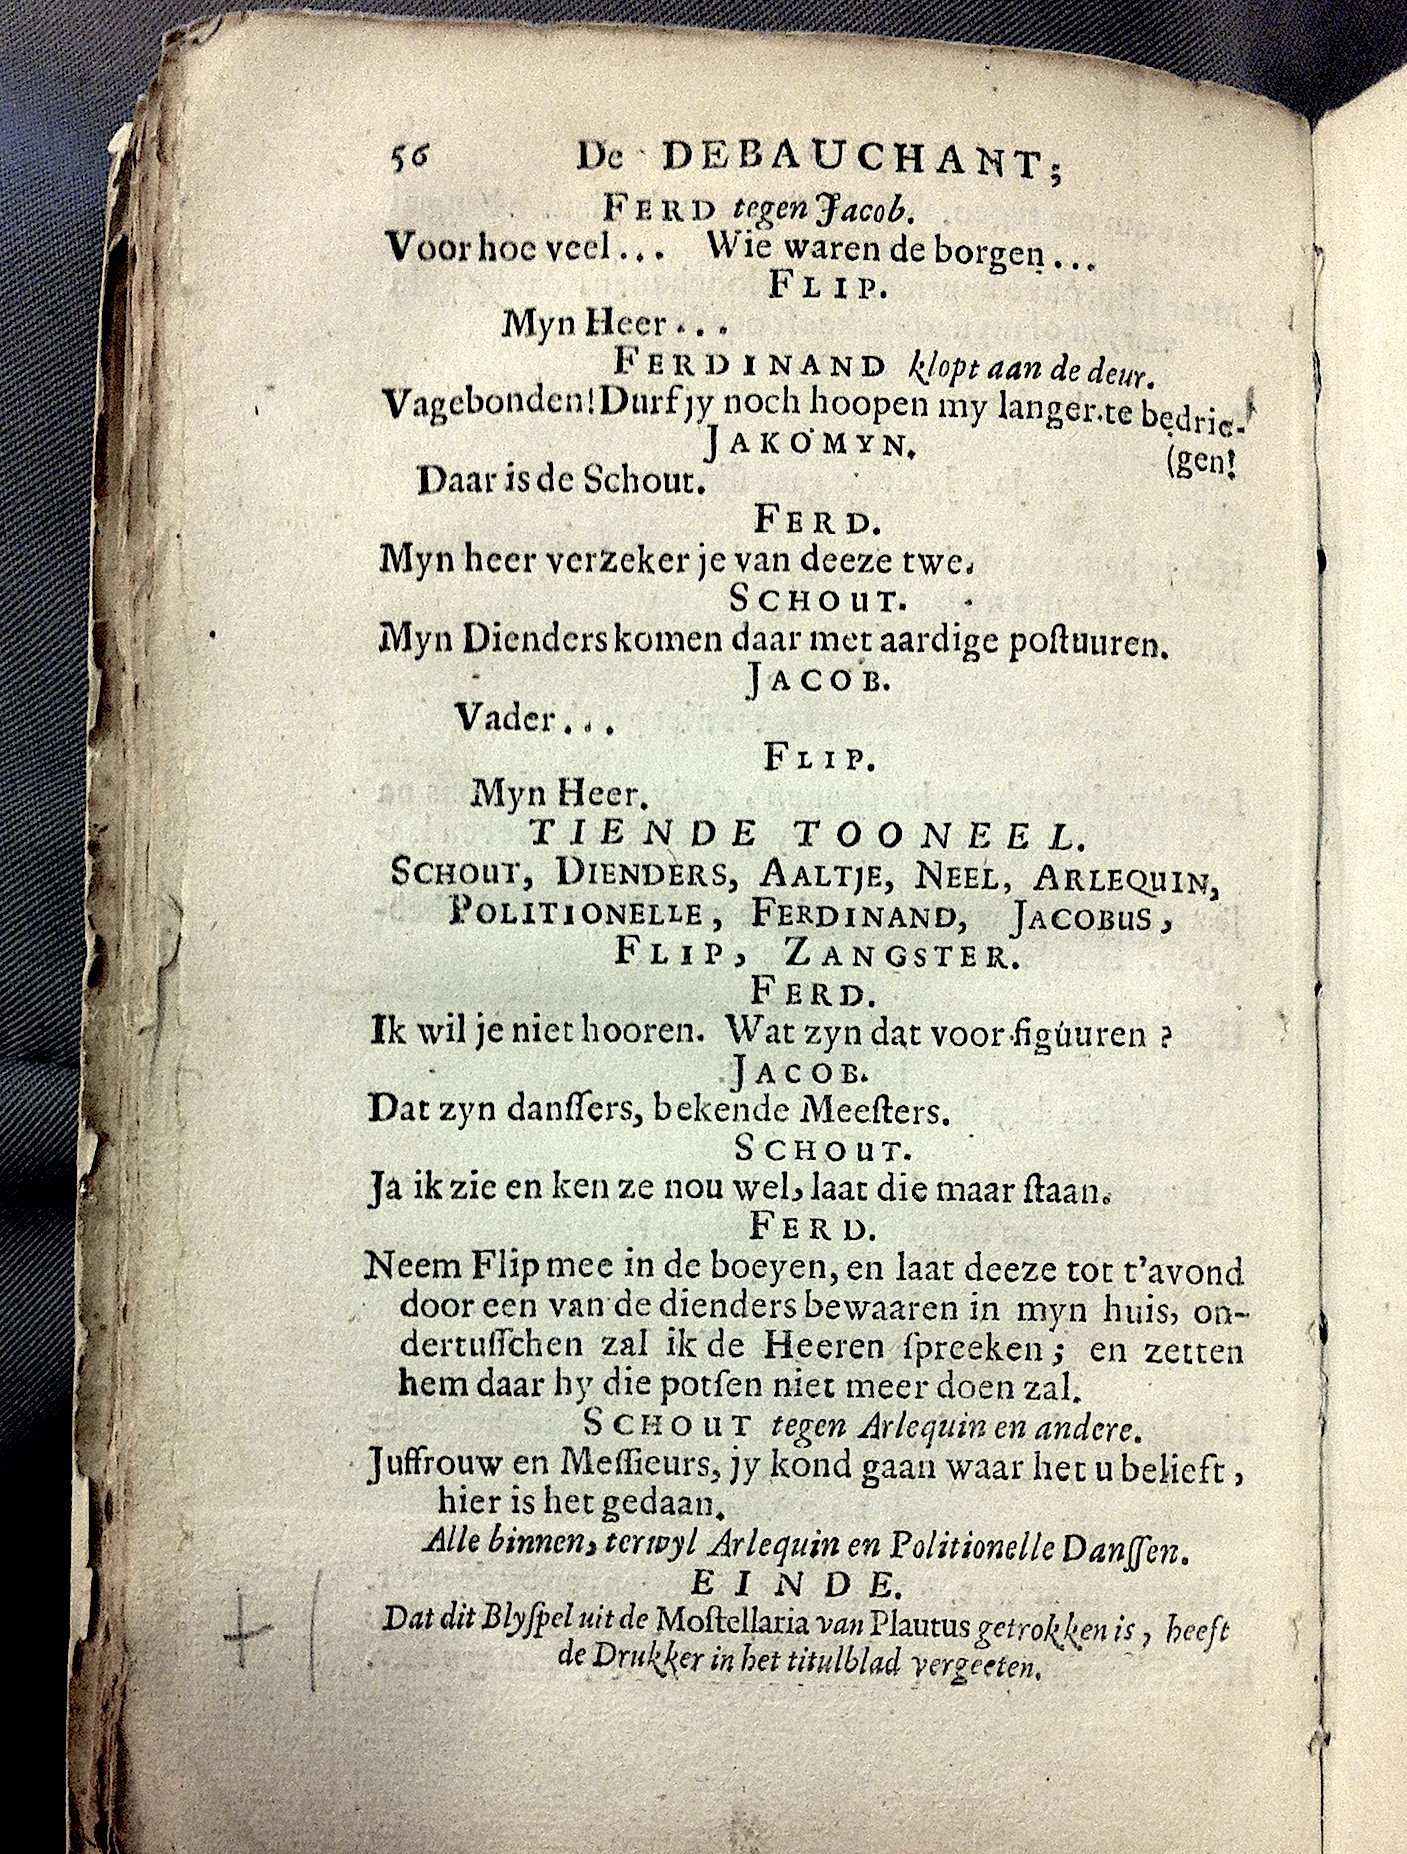 56 De DEBAUCHANT;
FERD tegen Jacob.
Voor hoe veel... Wie waren de borgen...
FLIP.
Myn Heer...
FERDINAND klopt aan de deur.
Vagebonden! Durf jy noch hoopen my langer te bedrie-
(gen!
JAKOMYN.
Daar is de Schout.
FERD.
Myn heer verzeker je van deeze twe.
SCHOUT.
Myn Dienders komen daar met aardige poſtuuren.
JACOB.
Vader...
FLIP.
Myn Heer.
TIENDE TOONEEL.
SCHOUT, DIENDERS, AALTJE, NEEL, ARLEQUIN,
POLITIONELLE, FERDINAND, JACOBUS,
FLIP, ZANGSTER.
FERD.
Ik wil je niet hooren. Wat zyn dat voor figuuren?
JACOB.
Dat zyn danſſers, bekende Meeſters.
SCHOUT.
Ja ik zie en ken ze nou wel, laat die maar ſtaan.
FERD.
Neem Flip mee in de boeyen, en laat deeze tot t'avond
door een van de dienders bewaaren in myn huis, on-
dertuſſchen zal ik de Heeren ſpreeken; en zetten
hem daar hy die potſen niet meer doen zal.
SCHOUT tegen Arlequin en andere.
Juffrouw en Meſſieurs, jy kond gaan waar het u belieft,
hier is het gedaan.
Alle binnen, terwyl Arlequin en Politionelle Danſſen.
EINDE.
Dat dit Blyſpel uit de Moſtellaria van Plautus getrokken is, heeft
de Drukker in het titulblad vergeeten.